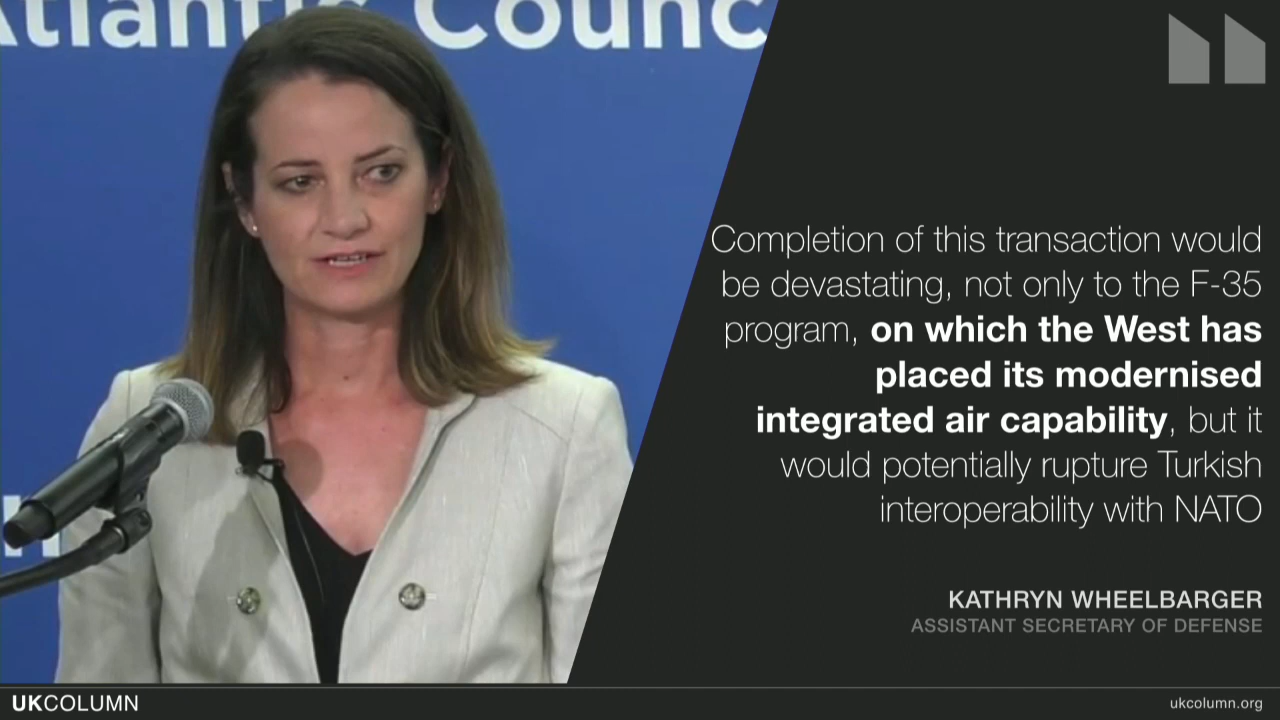 Atlantic Counc
Completion of this transaction would
be devastating, not only to the F-35
program, on which the West has
placed its modernised
integrated air capability, but it
would potentially rupture Turkish
interoperability with NATO
KATHRYN WHEELBARGER
ASSISTANT SECRETARY OF DEFENSE
UKCOLUMN
ukcolumn.org